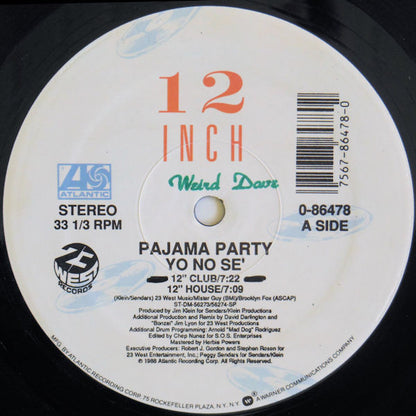 12
INCH
Weird Dave
ATLANTIC
STEREO
33 1/3 RPM
7567-86478-0
0-86478
A SIDE
23
WEST
RECORDS
PAJAMA PARTY
YO NO SE'
12" CLUB/7:22
12" HOUSE/7:09
(Klein/Sendars) 23 West Music/Mister Guy (BMI)/Brooklyn Fox (ASCAP)
ST-DM-56273/56274-SP
Produced by Jim Klein for Sendars/Klein Productions
Additional Production and Remix by David Darlington and
"Bonzai" Jim Lyon for 23 West Productions
Additional Drum Programming: Arnold "Mad Dog" Rodriguez
Edited by Chep Nunez for S.O.S. Enterprises
Mastered by Herbie Powers
Executive Producers: Robert J. Gordon and Stephen Rosen for
23 West Entertainment, Inc.; Peggy Sendars for Sendars/Klein
Productions
℗ 1988 Atlantic Recording Corp. All Rights Reserved.
MFG. BY ATLANTIC RECORDING CORP. 75 ROCKEFELLER PLAZA, N.Y., N.Y. A WARNER COMMUNICATIONS COMPANY